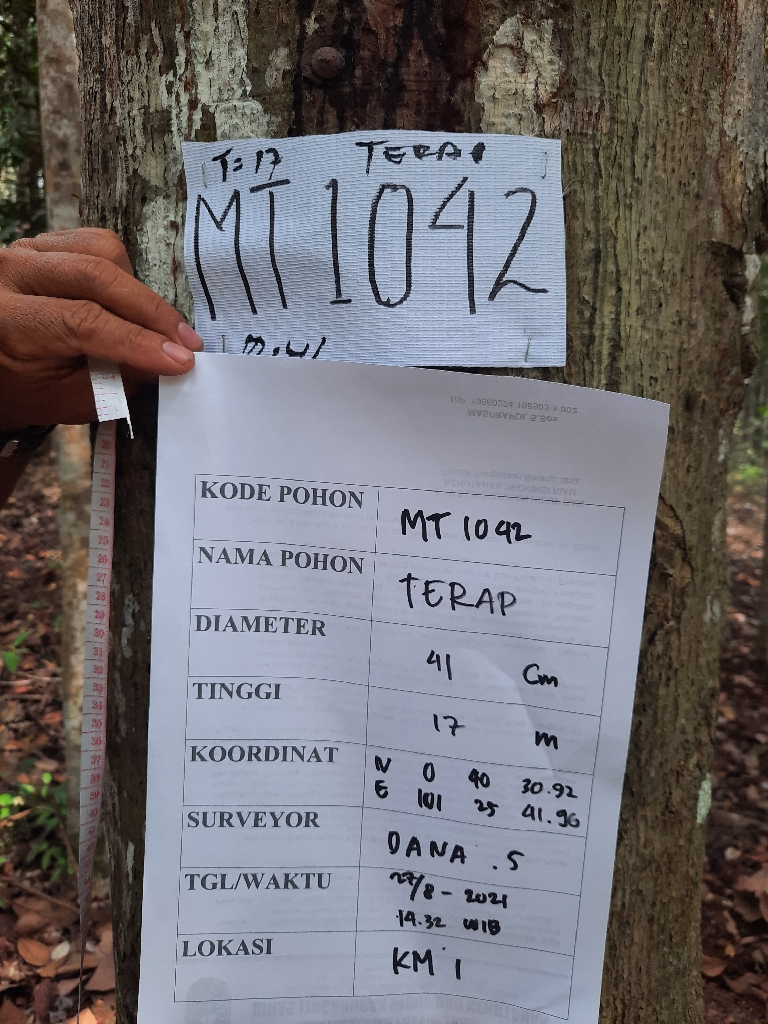 T= 17 TERAP
MT 1042
KODE POHON MT 1042
NAMA POHON TERAP
DIAMETER 41 Cm
TINGGI 17 m
KOORDINAT N 0 40 30.92
E 101 25 41.96
SURVEYOR DANA . S
TGL/WAKTU 27/8 - 2021
14.32 WIB
LOKASI KM 1